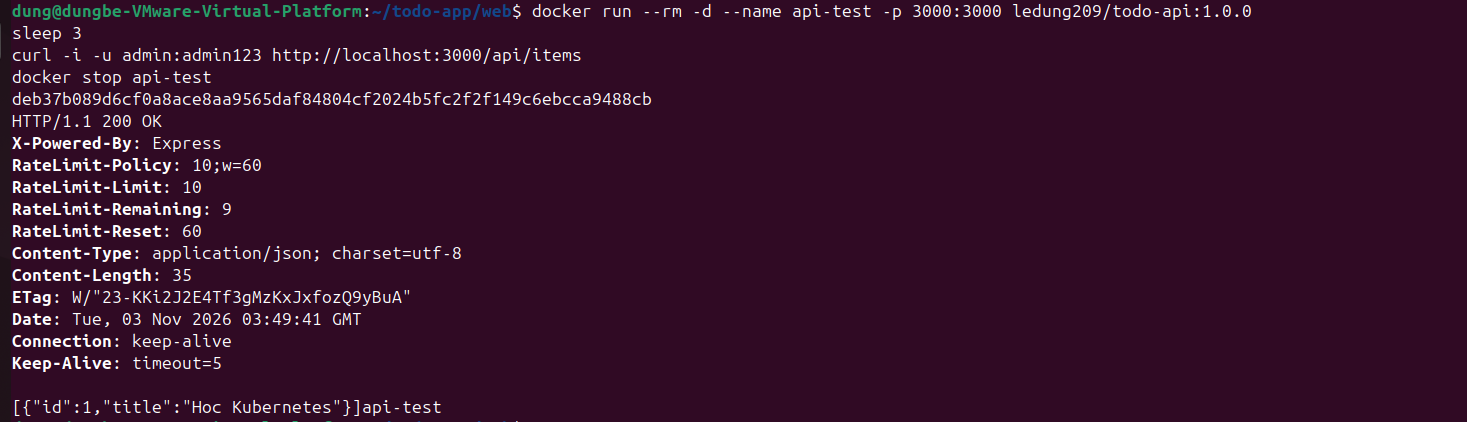 dung@dungbe-VMware-Virtual-Platform:~/todo-app/web$ docker run --rm -d --name api-test -p 3000:3000 ledung209/todo-api:1.0.0
sleep 3
curl -i -u admin:admin123 http://localhost:3000/api/items
docker stop api-test
deb37b089d6cf0a8ace8aa9565daf84804cf2024b5fc2f2f149c6ebcca9488cb
HTTP/1.1 200 OK
X-Powered-By: Express
RateLimit-Policy: 10;w=60
RateLimit-Limit: 10
RateLimit-Remaining: 9
RateLimit-Reset: 60
Content-Type: application/json; charset=utf-8
Content-Length: 35
ETag: W/"23-KKi2J2E4Tf3gMzKxJxfozQ9yBuA"
Date: Tue, 03 Nov 2026 03:49:41 GMT
Connection: keep-alive
Keep-Alive: timeout=5
[{"id":1,"title":"Hoc Kubernetes"}]api-test